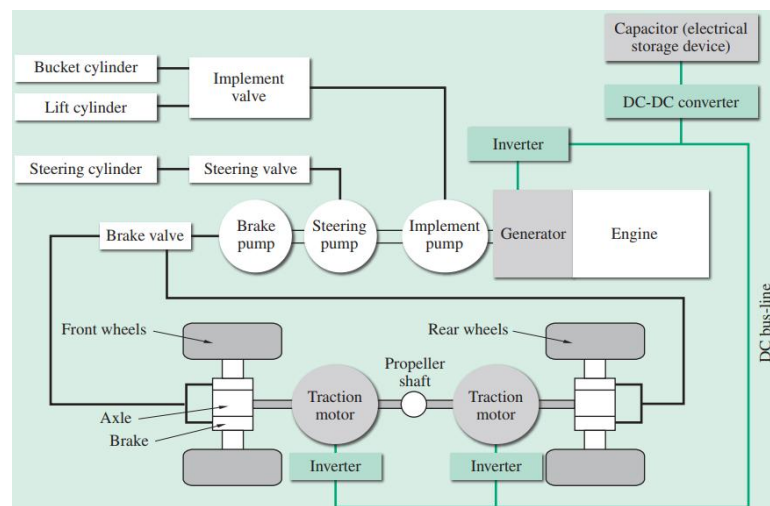 Capacitor (electrical
storage device)
Bucket cylinder
Implement
valve
Lift cylinder
DC-DC converter
Inverter
Steering cylinder
Steering valve
Brake valve
Brake
pump
Steering
pump
Implement
pump
Generator
Engine
DC bus-line
Front wheels
Rear wheels
Propeller
shaft
Traction
motor
Traction
motor
Axle
Brake
Inverter
Inverter